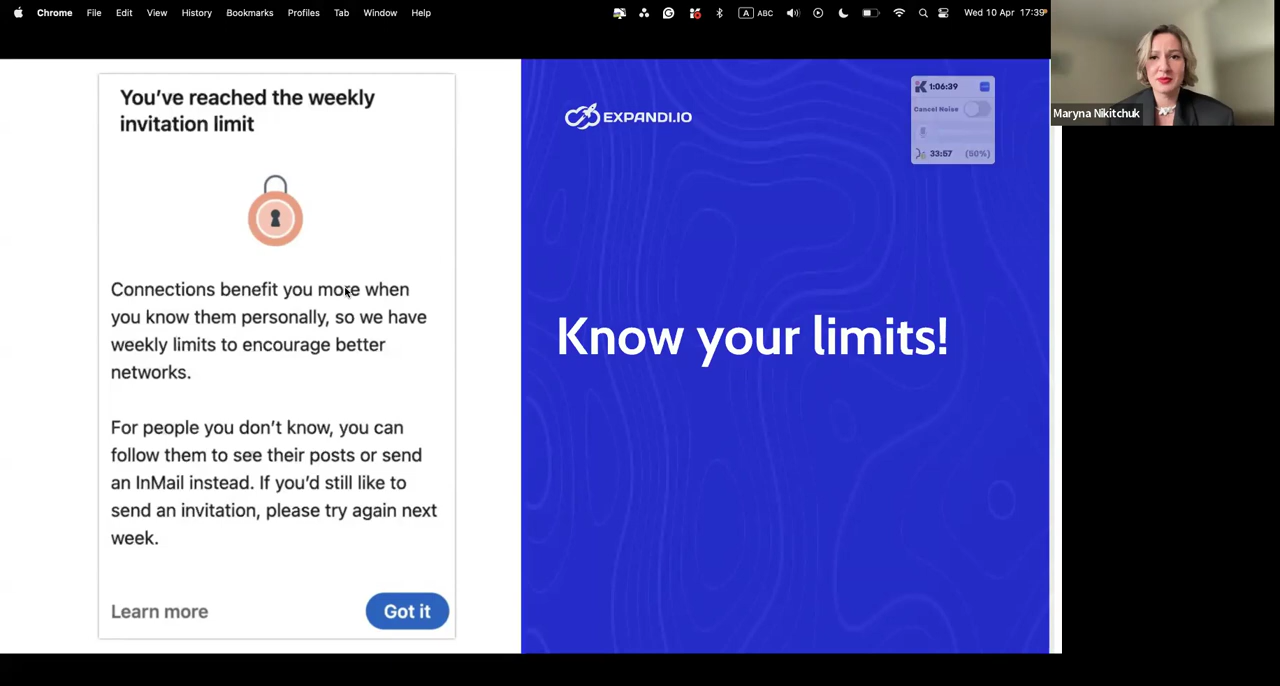 Chrome File Edit View History Bookmarks Profiles Tab Window Help
A ABC Wed 10 Apr 17:39
You've reached the weekly
invitation limit
Connections benefit you more when
you know them personally, so we have
weekly limits to encourage better
networks.
For people you don't know, you can
follow them to see their posts or send
an InMail instead. If you'd still like to
send an invitation, please try again next
week.
Learn more
Got it
EXPANDI.IO
1:06:39
Cancel Noise
33:57 (50%)
Know your limits!
Maryna Nikitchuk